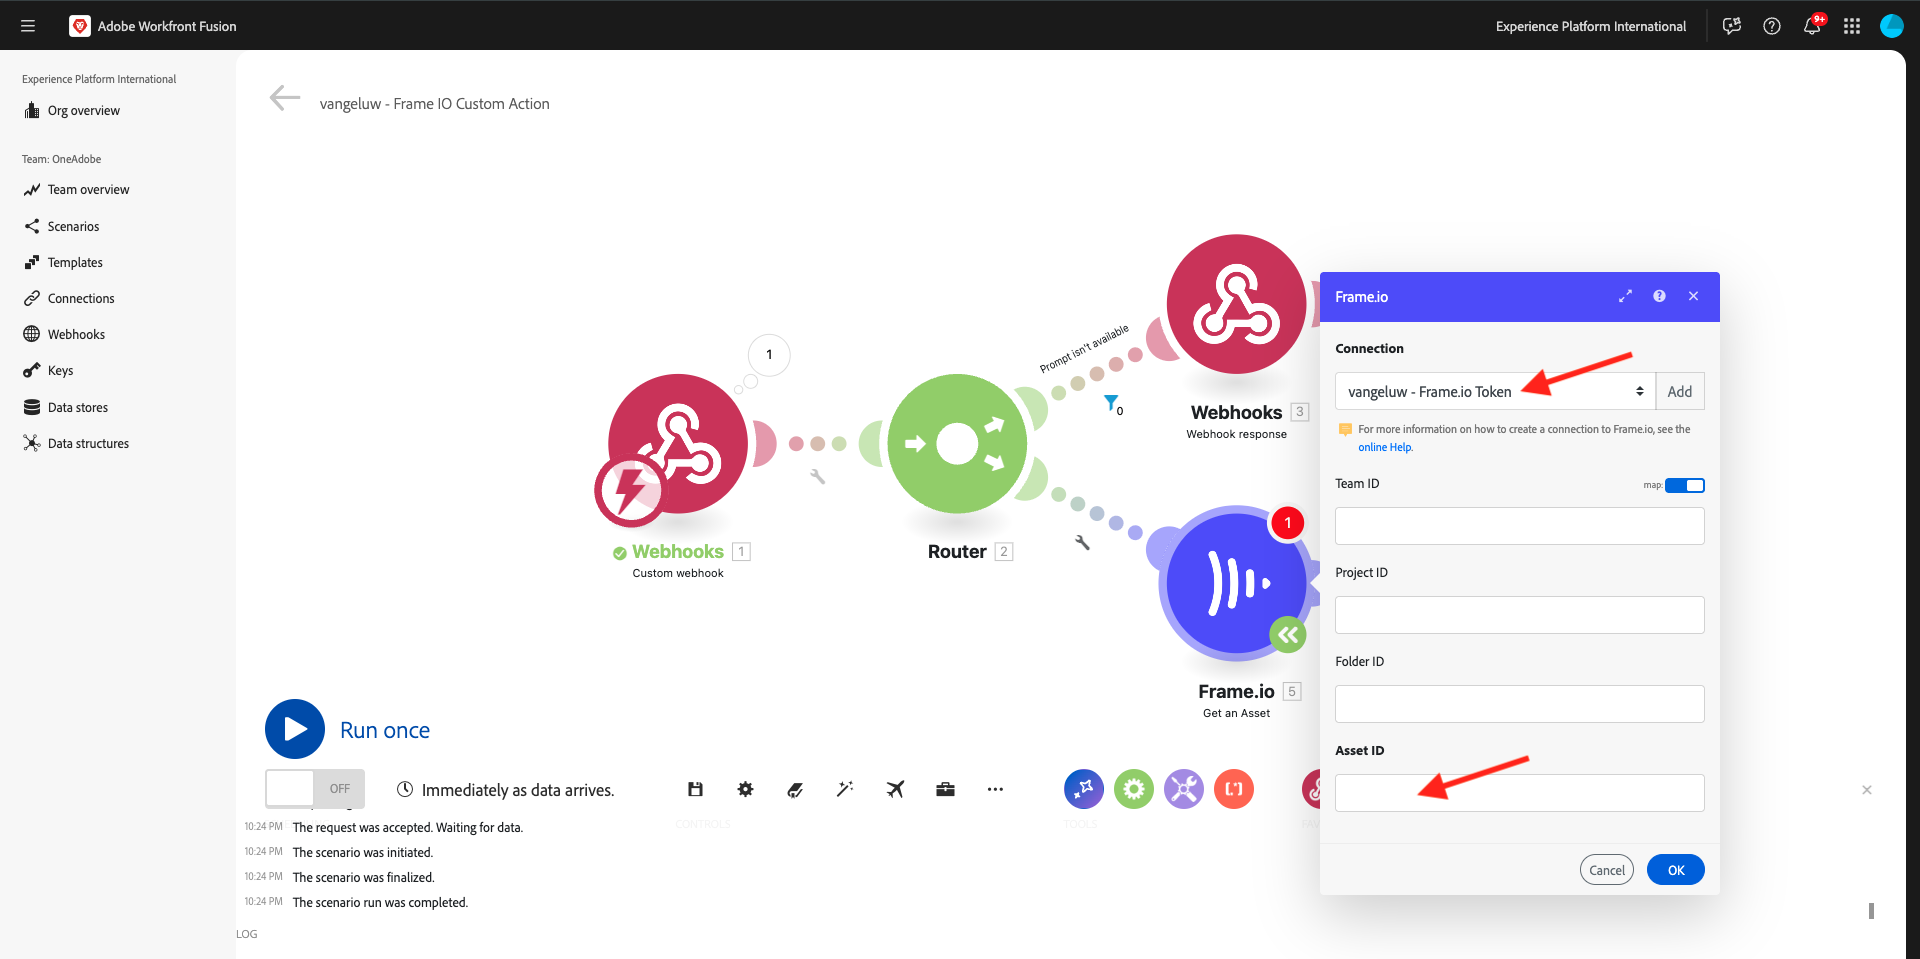 Adobe Workfront Fusion
Experience Platform International
9+
Experience Platform International
Org overview
Team: OneAdobe
Team overview
Scenarios
Templates
Connections
Webhooks
Keys
Data stores
Data structures
vangeluw - Frame IO Custom Action
1
Webhooks 1
Custom webhook
Router 2
Prompt isn't available
0
Webhooks 3
Webhook response
1
Frame.io 5
Get an Asset
Frame.io
Connection
vangeluw - Frame.io Token
Add
For more information on how to create a connection to Frame.io, see the
online Help.
Team ID
map:
Project ID
Folder ID
Asset ID
Cancel
OK
Run once
OFF
Immediately as data arrives.
CONTROLS
TOOLS
10:24 PM The request was accepted. Waiting for data.
10:24 PM The scenario was initiated.
10:24 PM The scenario was finalized.
10:24 PM The scenario run was completed.
LOG